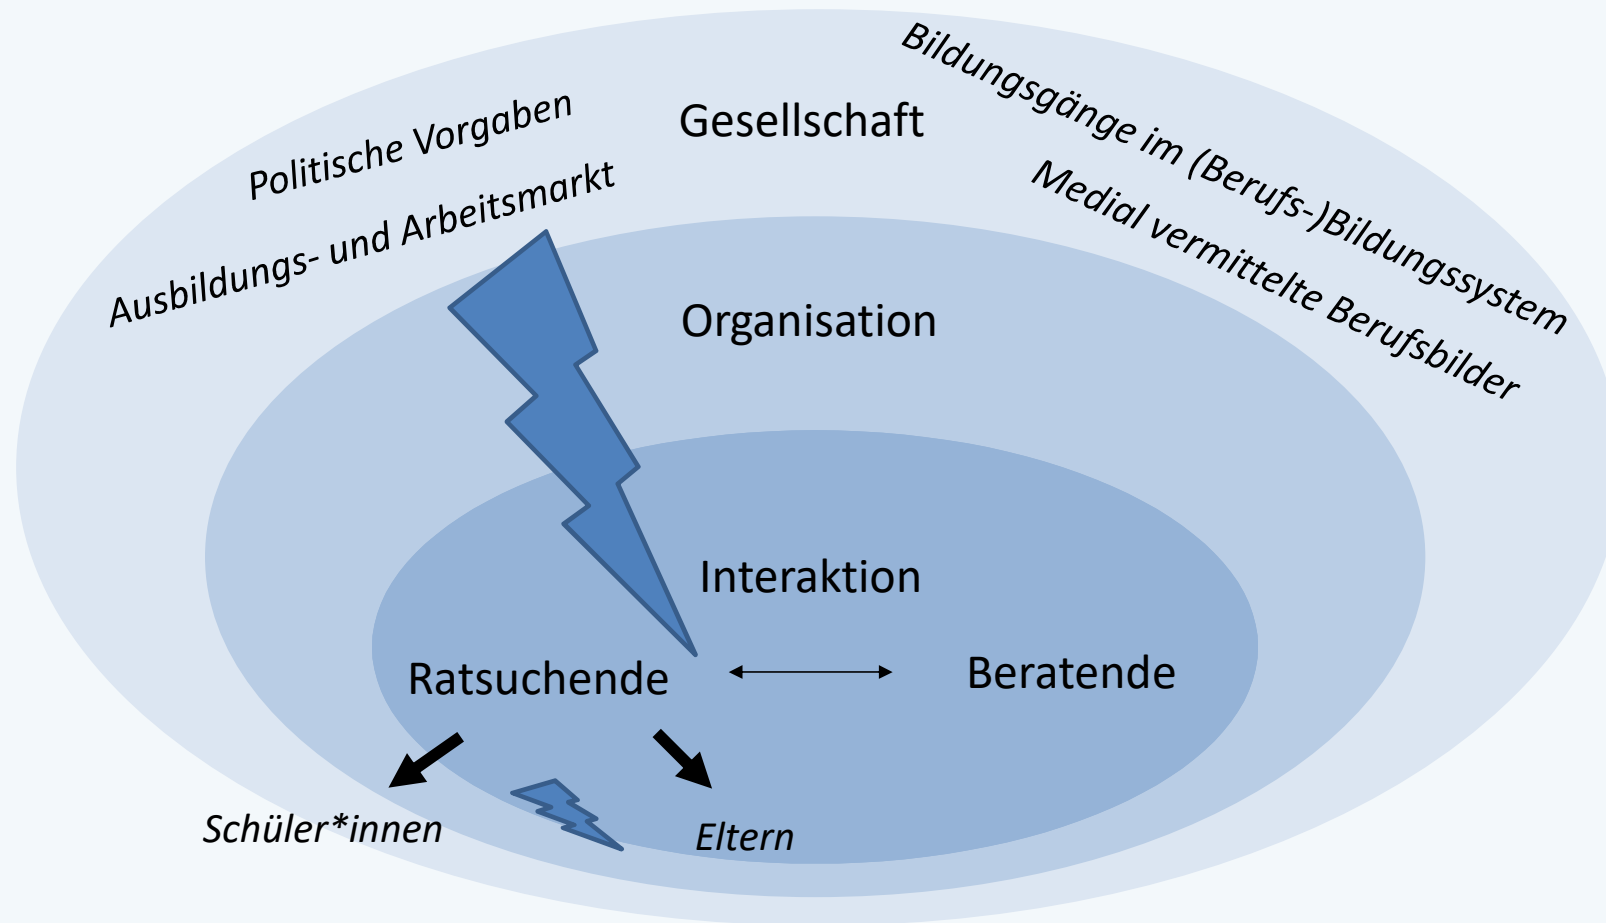 Politische Vorgaben
Ausbildungs- und Arbeitsmarkt
Gesellschaft
Bildungsgänge im (Berufs-)Bildungssystem
Medial vermittelte Berufsbilder
Organisation
Interaktion
Ratsuchende
Beratende
Schüler*innen
Eltern